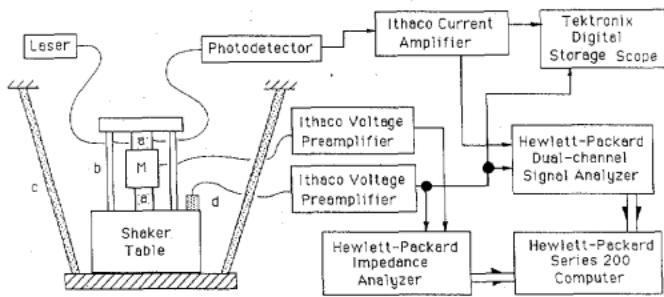 Laser
Photodetector
Ithaco Current
Amplifier
Tektronix
Digital
Storage Scope
Ithaco Voltage
Preamplifier
Hewlett-Packard
Dual-channel
Signal Analyzer
a
b
M
c
a
d
Ithaco Voltage
Preamplifier
Shaker
Table
Hewlett-Packard
Impedance
Analyzer
Hewlett-Packard
Series 200
Computer